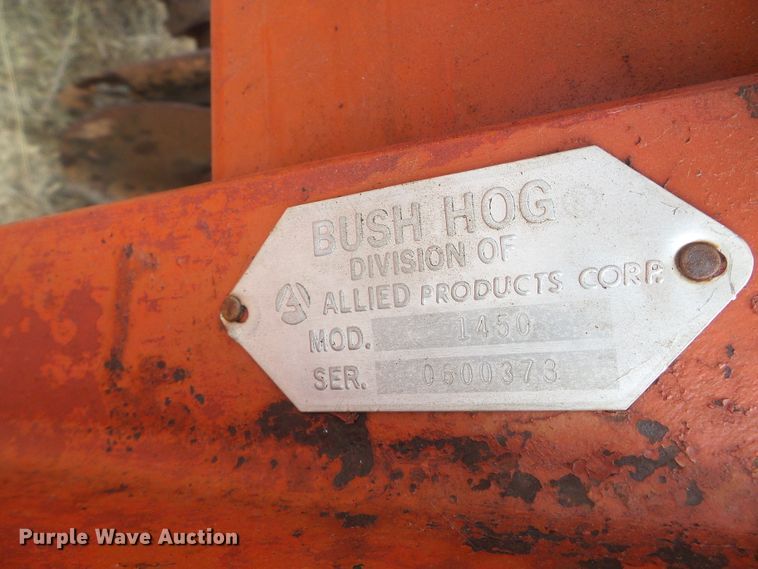 BUSH HOG
DIVISION OF
ALLIED PRODUCTS CORP.
MOD. 1450
SER. 0600373
Purple Wave Auction